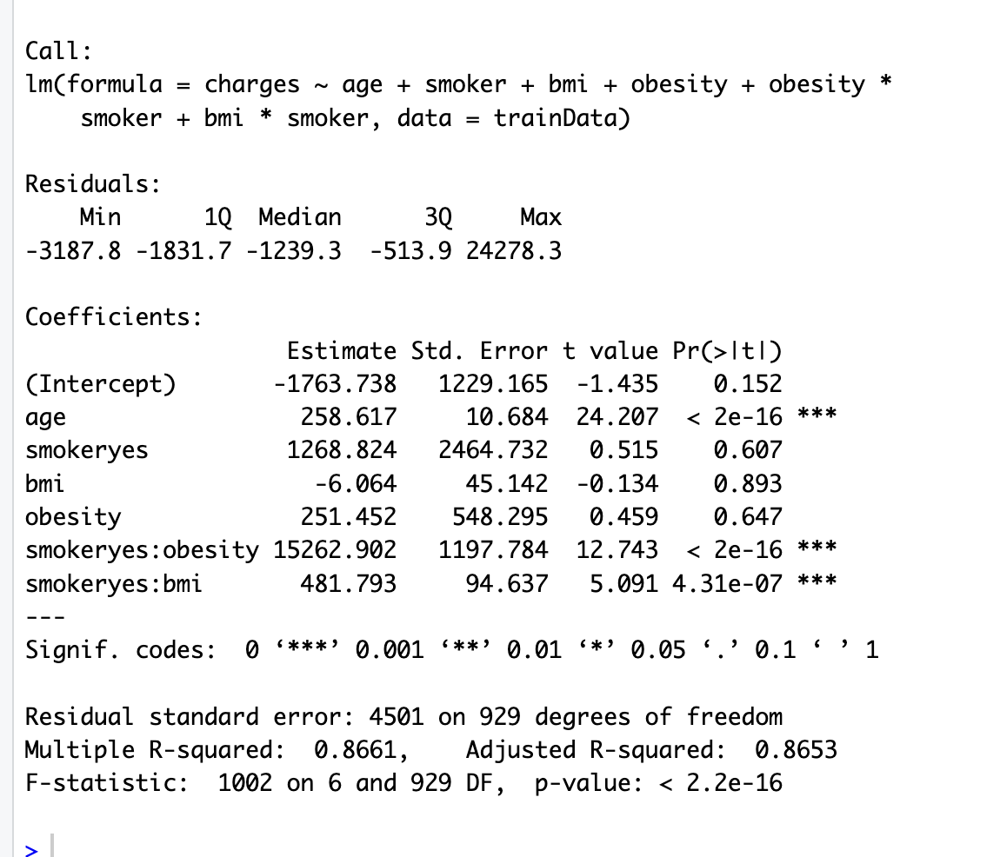 Call:
lm(formula = charges ~ age + smoker + bmi + obesity + obesity *
    smoker + bmi * smoker, data = trainData)

Residuals:
    Min      1Q  Median      3Q     Max
-3187.8 -1831.7 -1239.3  -513.9 24278.3

Coefficients:
                   Estimate Std. Error t value Pr(>|t|)
(Intercept)       -1763.738   1229.165  -1.435    0.152
age                 258.617     10.684  24.207  < 2e-16 ***
smokeryes          1268.824   2464.732   0.515    0.607
bmi                  -6.064     45.142  -0.134    0.893
obesity             251.452    548.295   0.459    0.647
smokeryes:obesity 15262.902   1197.784  12.743  < 2e-16 ***
smokeryes:bmi       481.793     94.637   5.091 4.31e-07 ***
---
Signif. codes:  0 ‘***’ 0.001 ‘**’ 0.01 ‘*’ 0.05 ‘.’ 0.1 ‘ ’ 1

Residual standard error: 4501 on 929 degrees of freedom
Multiple R-squared:  0.8661,    Adjusted R-squared:  0.8653
F-statistic:  1002 on 6 and 929 DF,  p-value: < 2.2e-16

>